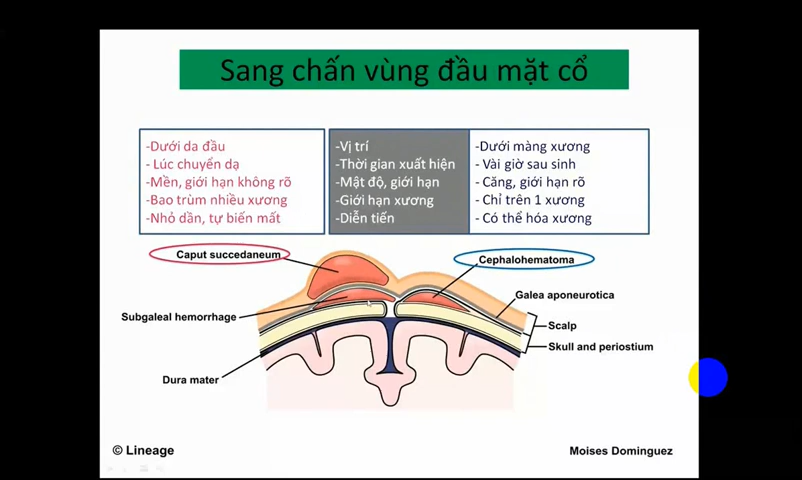 Sang chấn vùng đầu mặt cổ
-Dưới da đầu
- Lúc chuyển dạ
-Mền, giới hạn không rõ
-Bao trùm nhiều xương
-Nhỏ dần, tự biến mất
-Vị trí
-Thời gian xuất hiện
-Mật độ, giới hạn
-Giới hạn xương
-Diễn tiến
-Dưới màng xương
- Vài giờ sau sinh
- Căng, giới hạn rõ
- Chỉ trên 1 xương
- Có thể hóa xương
Caput succedaneum
Cephalohematoma
Galea aponeurotica
Subgaleal hemorrhage
Scalp
Skull and periostium
Dura mater
© Lineage
Moises Dominguez